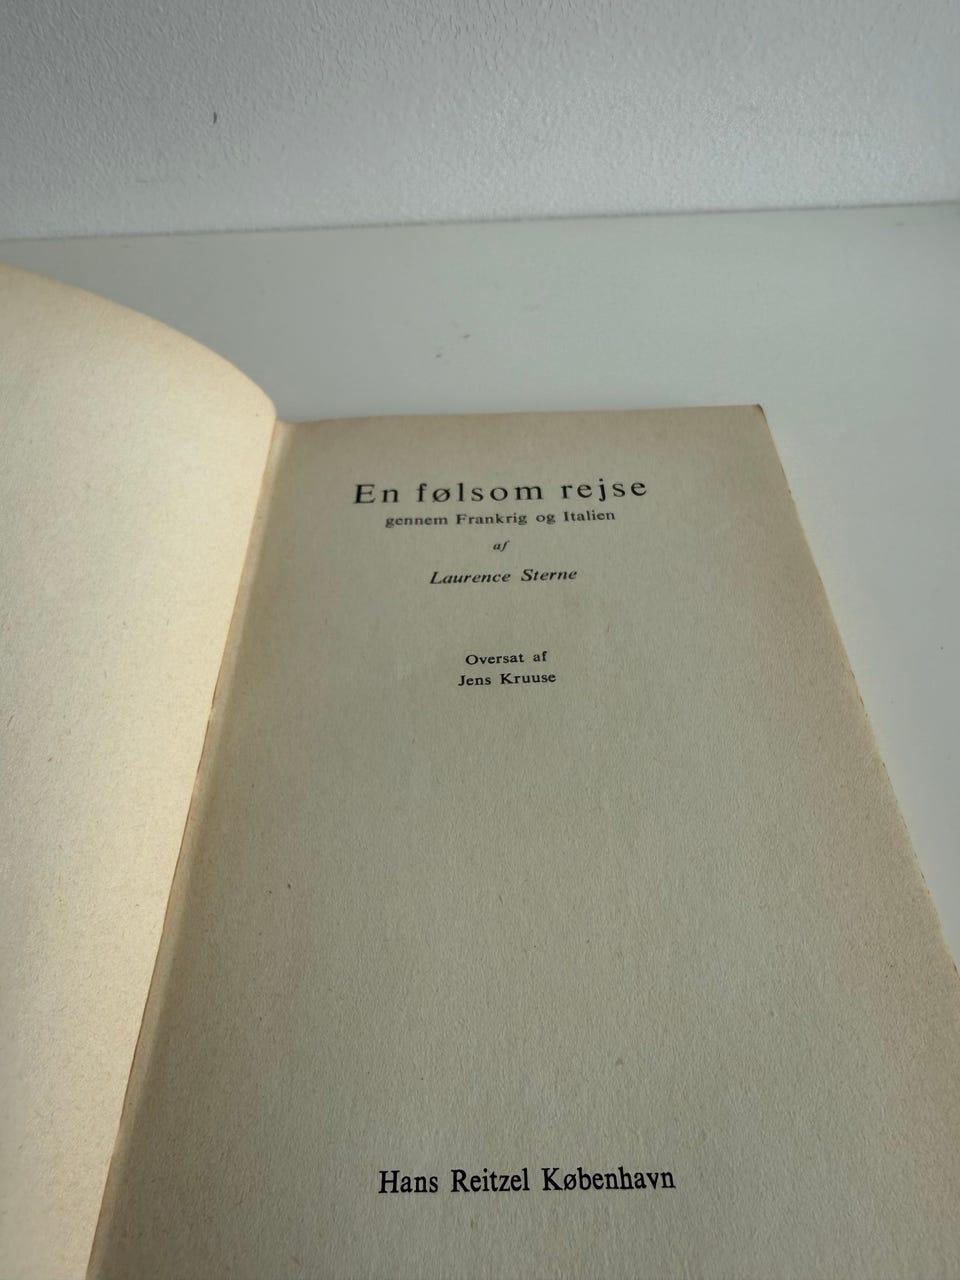 En følsom rejse
gennem Frankrig og Italien
af
Laurence Sterne
Oversat af
Jens Kruuse
Hans Reitzel København